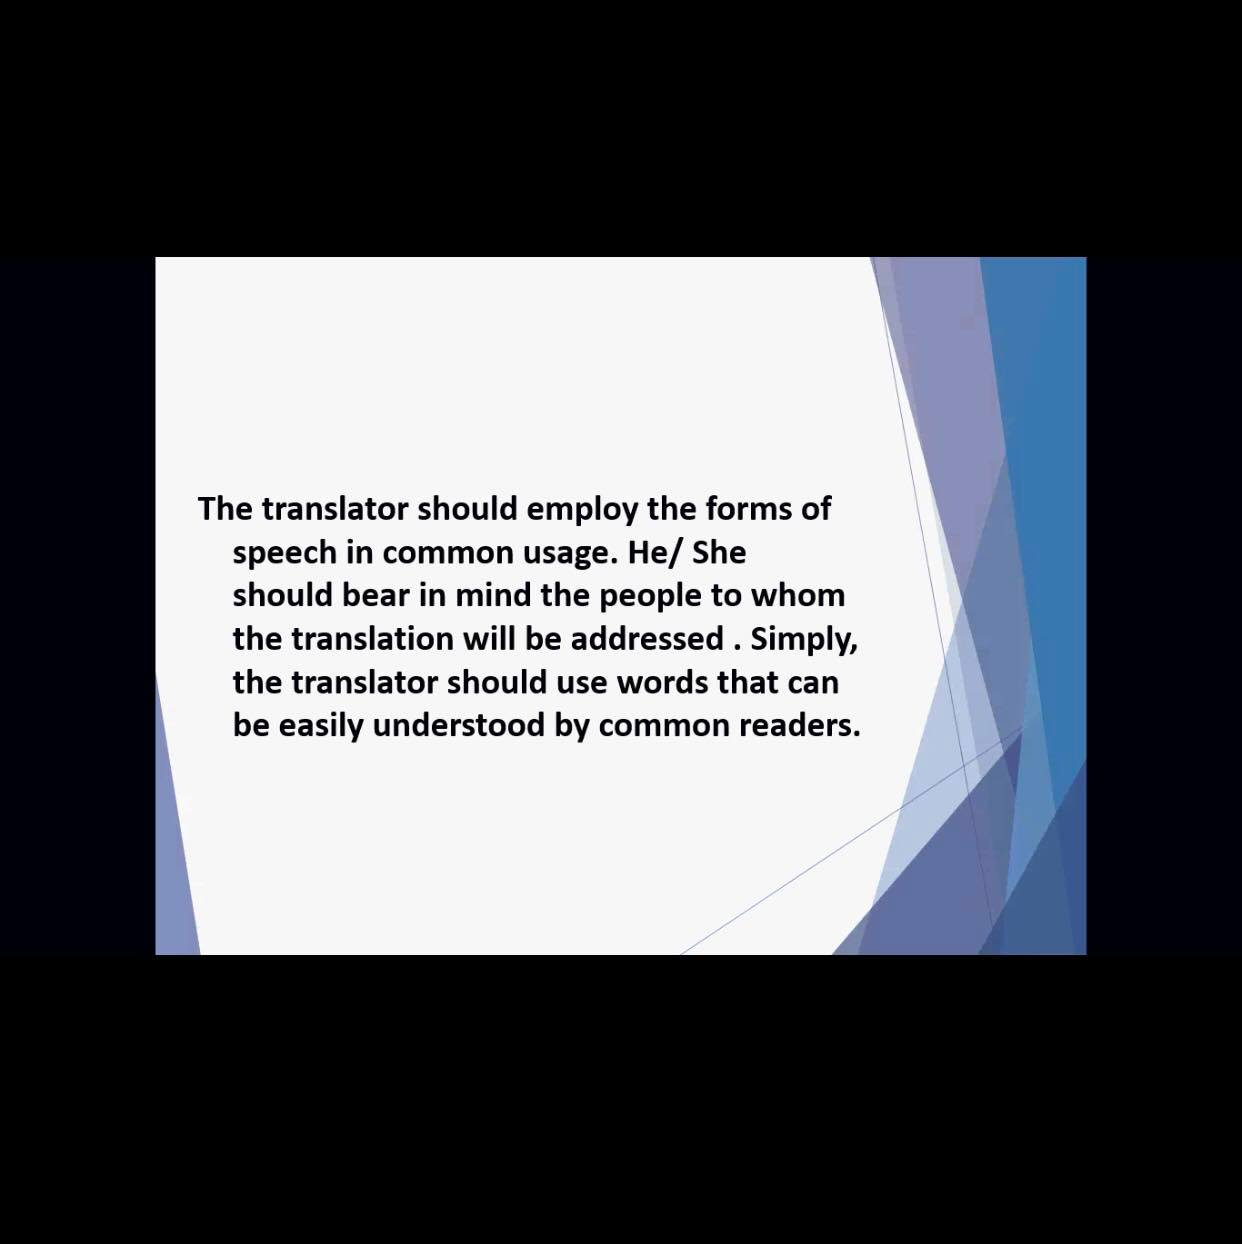 The translator should employ the forms of
speech in common usage. He/ She
should bear in mind the people to whom
the translation will be addressed . Simply,
the translator should use words that can
be easily understood by common readers.